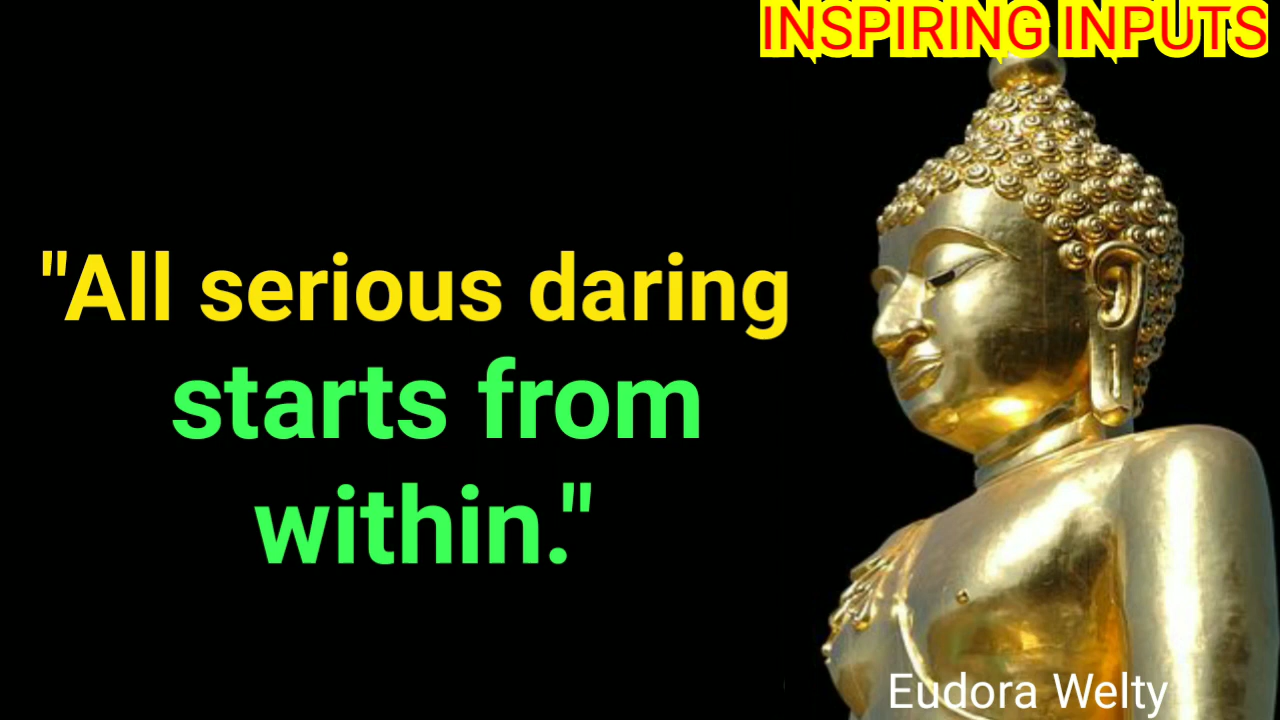 INSPIRING INPUTS
"All serious daring
starts from
within."
Eudora Welty